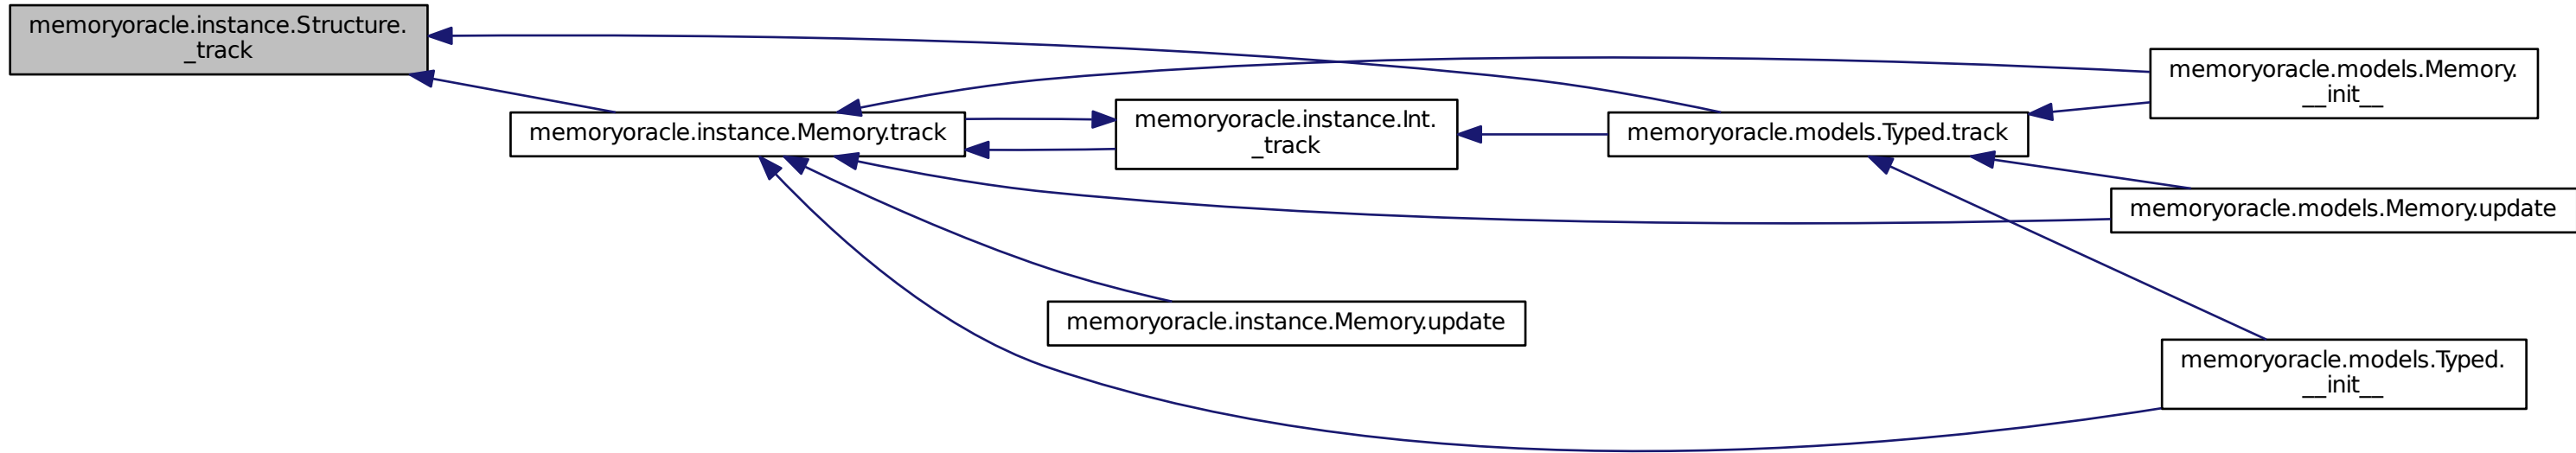 memoryoracle.instance.Structure.
_track
memoryoracle.instance.Memory.track
memoryoracle.instance.Int.
_track
memoryoracle.models.Typed.track
memoryoracle.models.Memory.
__init__
memoryoracle.models.Memory.update
memoryoracle.instance.Memory.update
memoryoracle.models.Typed.
__init__